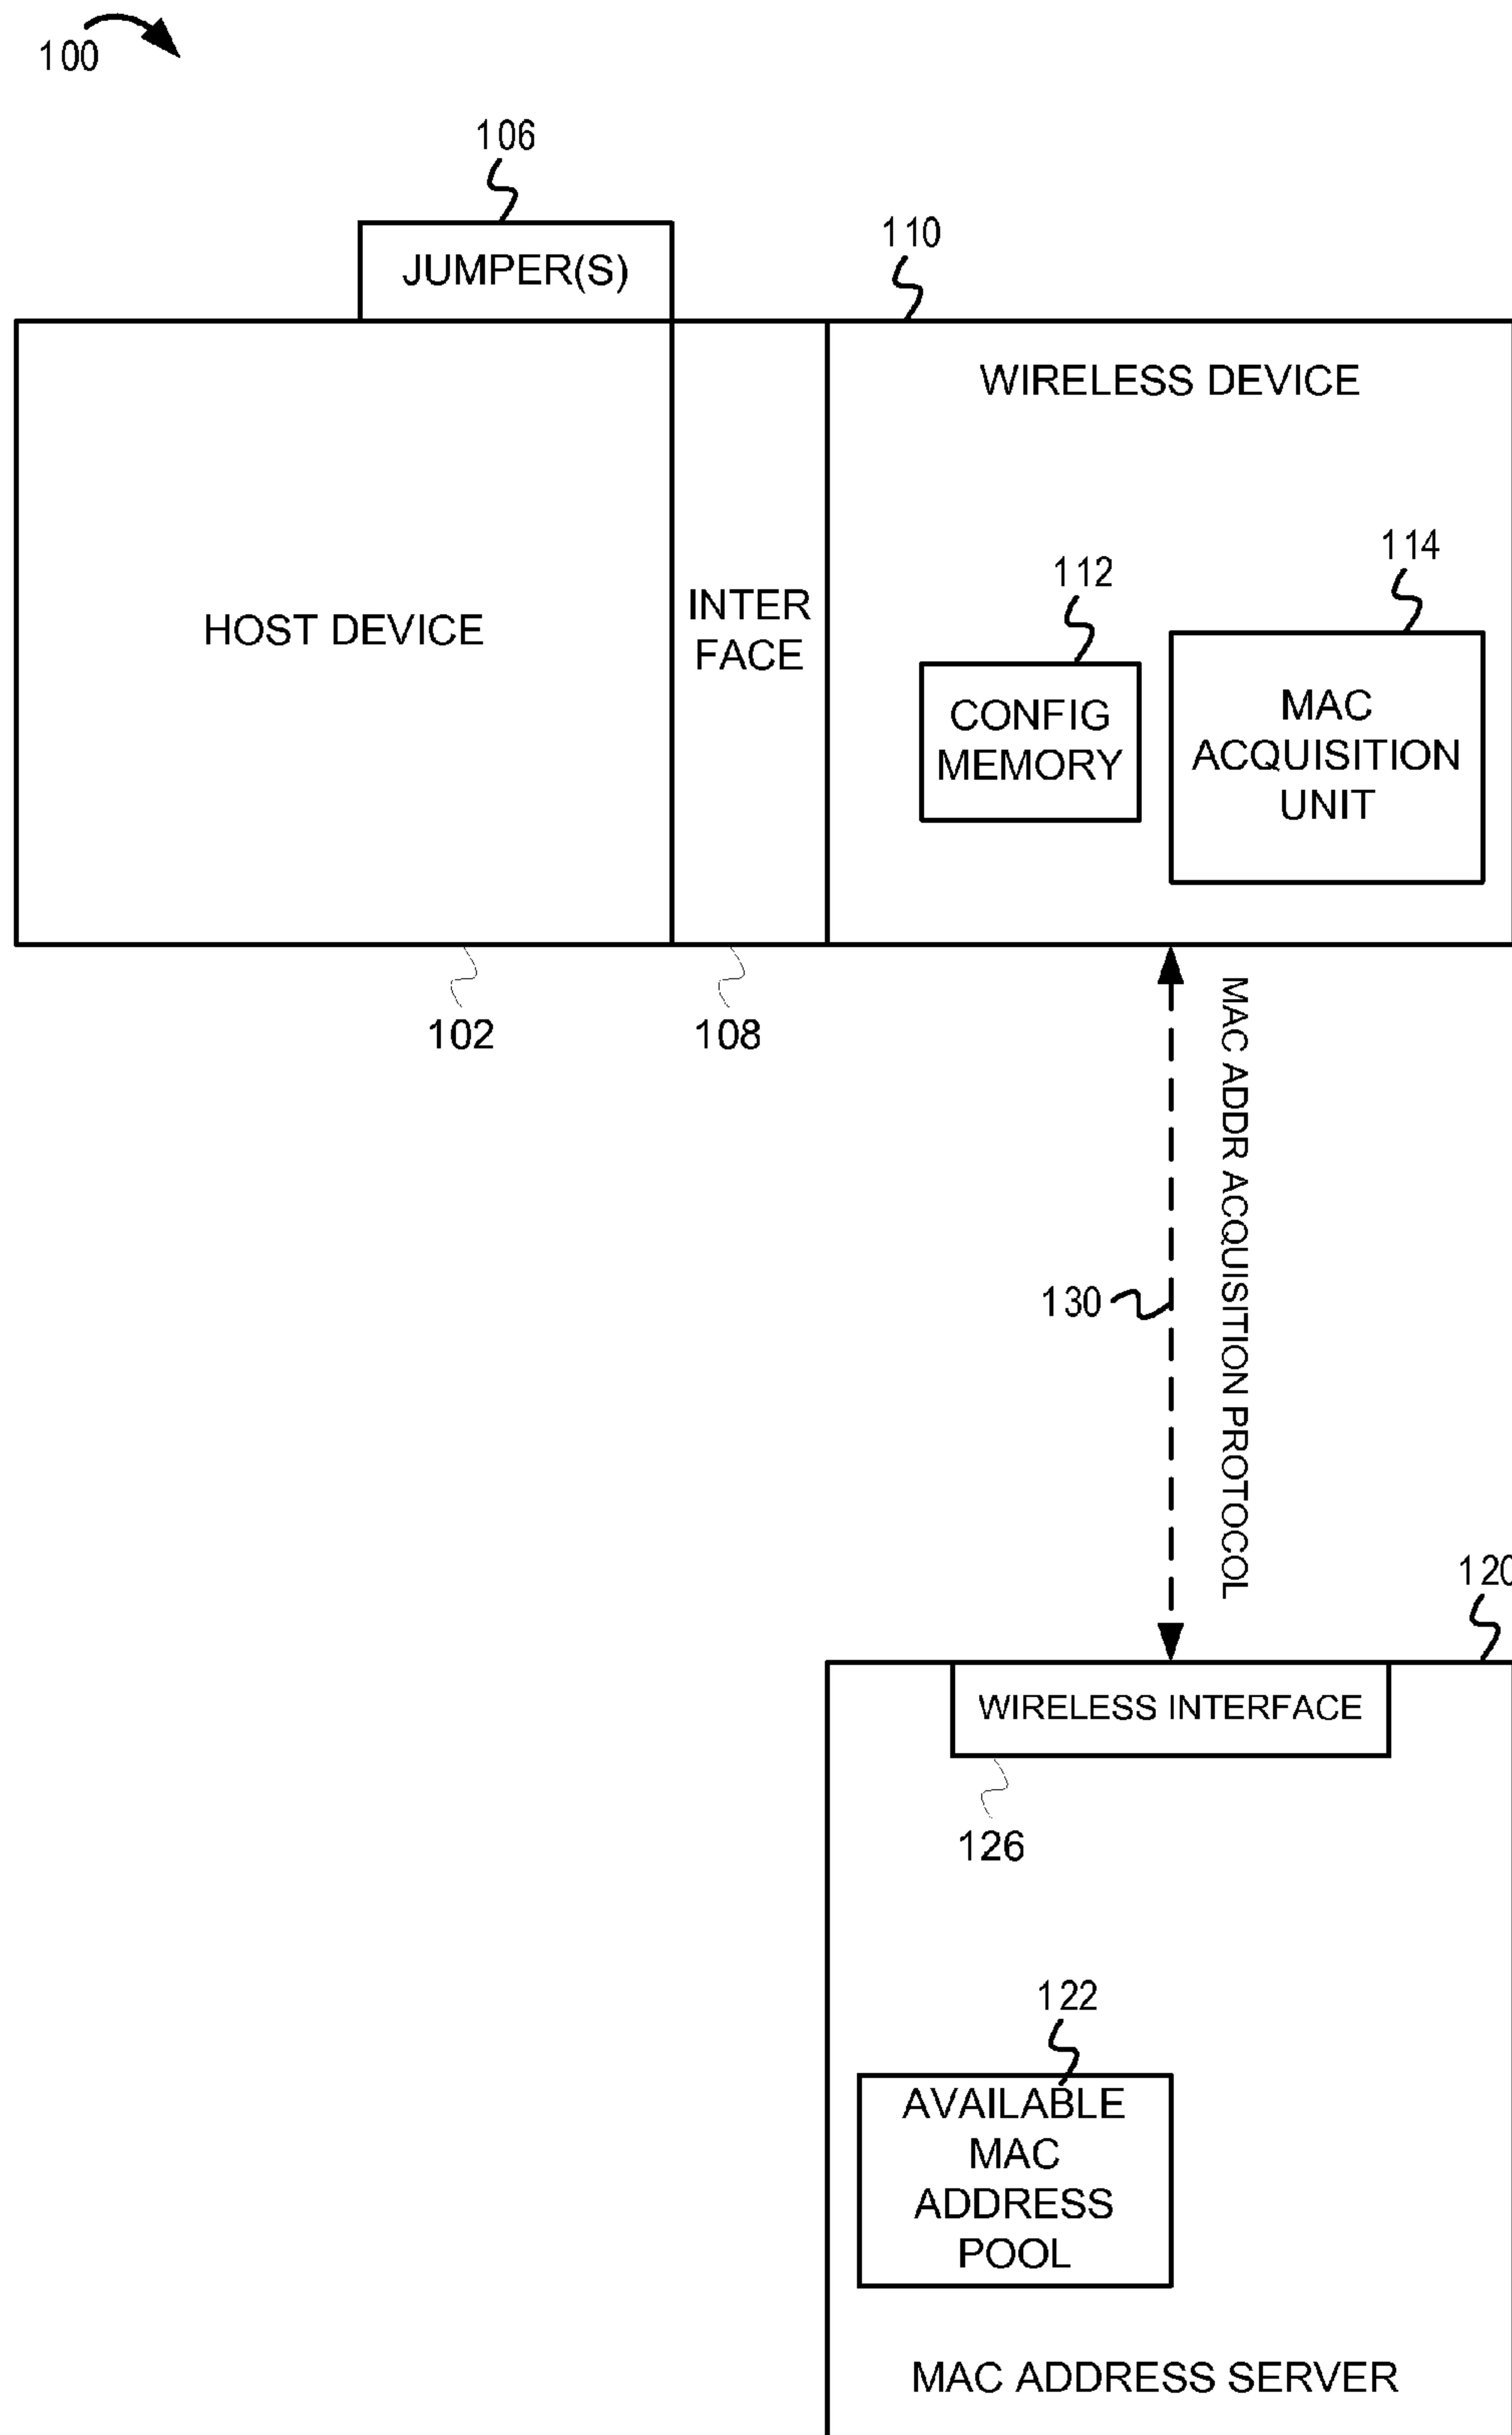 100
106
JUMPER(S)
110
WIRELESS DEVICE
HOST DEVICE
INTER
FACE
112
CONFIG
MEMORY
114
MAC
ACQUISITION
UNIT
102
108
MAC ADDR ACQUISITION PROTOCOL
130
120
WIRELESS INTERFACE
126
122
AVAILABLE
MAC
ADDRESS
POOL
MAC ADDRESS SERVER